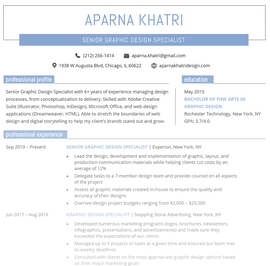 APARNA KHATRI
SENIOR GRAPHIC DESIGN SPECIALIST
(212) 256-1414
aparna.khatri@gmail.com
1938 W Augusta Blvd, Chicago, IL 60622
aparnakhatridesign.com
professional profile
Senior Graphic Design Specialist with 6+ years of experience managing design
processes, from conceptualization to delivery. Skilled with Adobe Creative
Suite (Illustrator, Photoshop, InDesign), Microsoft Office, and web design
applications (Dreamweaver, HTML). Able to stretch the boundaries of web
design and digital storytelling to help my client's brands stand out and grow.
education
May 2015
BACHELOR OF FINE ARTS IN
GRAPHIC DESIGN
Rochester Technology, New York, NY
GPA: 3.7/4.0
professional experience
Sep 2019 – Present
SENIOR GRAPHIC DESIGN SPECIALIST | Experion, New York, NY
• Lead the design, development and implementation of graphic, layout, and
production communication materials while helping clients cut costs by an
average of 12%
• Delegate tasks to a 7-member design team and provide counsel on all aspects
of the project
• Assess all graphic materials created in-house to ensure the quality and
accuracy of their designs
• Oversee design project budgets ranging from $2,000 - $25,000.
Jun 2017 – Aug 2019
GRAPHIC DESIGN SPECIALIST | Stepping Stone Advertising, New York, NY
• Developed numerous marketing programs (logos, brochures, newsletters,
infographics, presentations, and advertisements) and made sure they
exceeded the expectations of our clients
• Managed up to 5 projects or tasks at a given time and ensured our team met
its weekly deadlines
• Consulted with clients on the most appropriate graphic design options based
on their major marketing goals.